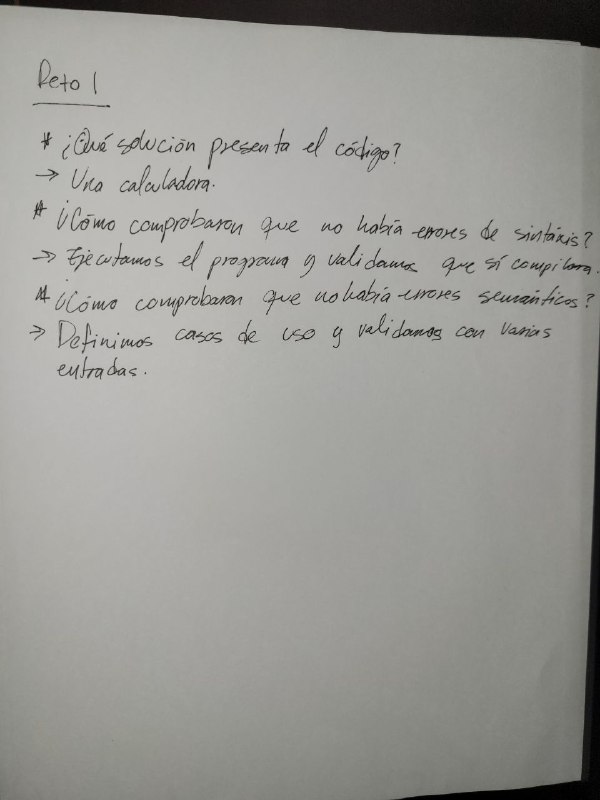 Reto 1
* ¿Qué solución presenta el código?
→ Una calculadora.
* ¿Cómo comprobaron que no había errores de sintáxis?
→ Ejecutamos el programa y validamos que sí compilara.
* ¿Cómo comprobaron que no había errores semánticos?
→ Definimos casos de uso y validamos con varias
entradas.